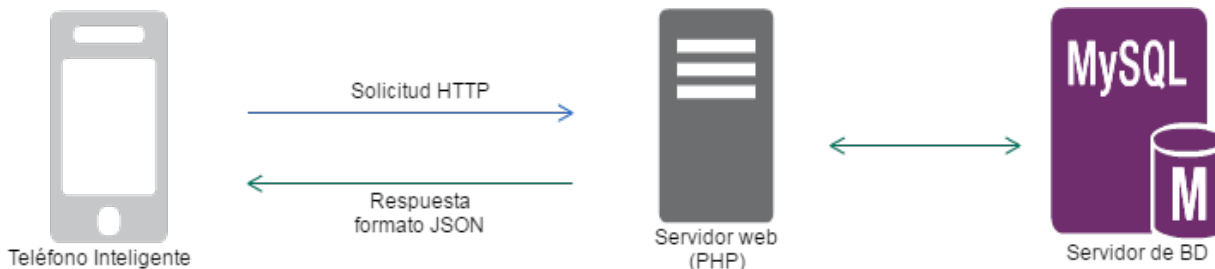 Solicitud HTTP
Respuesta
formato JSON
Teléfono Inteligente
Servidor web
(PHP)
MySQL
M
Servidor de BD